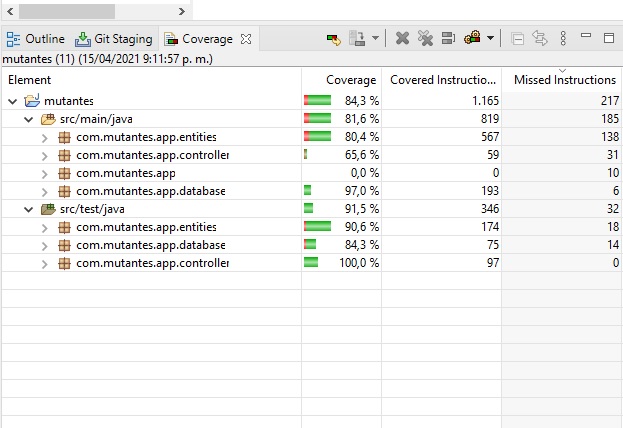 Outline Git Staging Coverage
mutantes (11) (15/04/2021 9:11:57 p. m.)
Element Coverage Covered Instructio... Missed Instructions
mutantes 84,3 % 1.165 217
src/main/java 81,6 % 819 185
com.mutantes.app.entities 80,4 % 567 138
com.mutantes.app.controller 65,6 % 59 31
com.mutantes.app 0,0 % 0 10
com.mutantes.app.database 97,0 % 193 6
src/test/java 91,5 % 346 32
com.mutantes.app.entities 90,6 % 174 18
com.mutantes.app.database 84,3 % 75 14
com.mutantes.app.controller 100,0 % 97 0